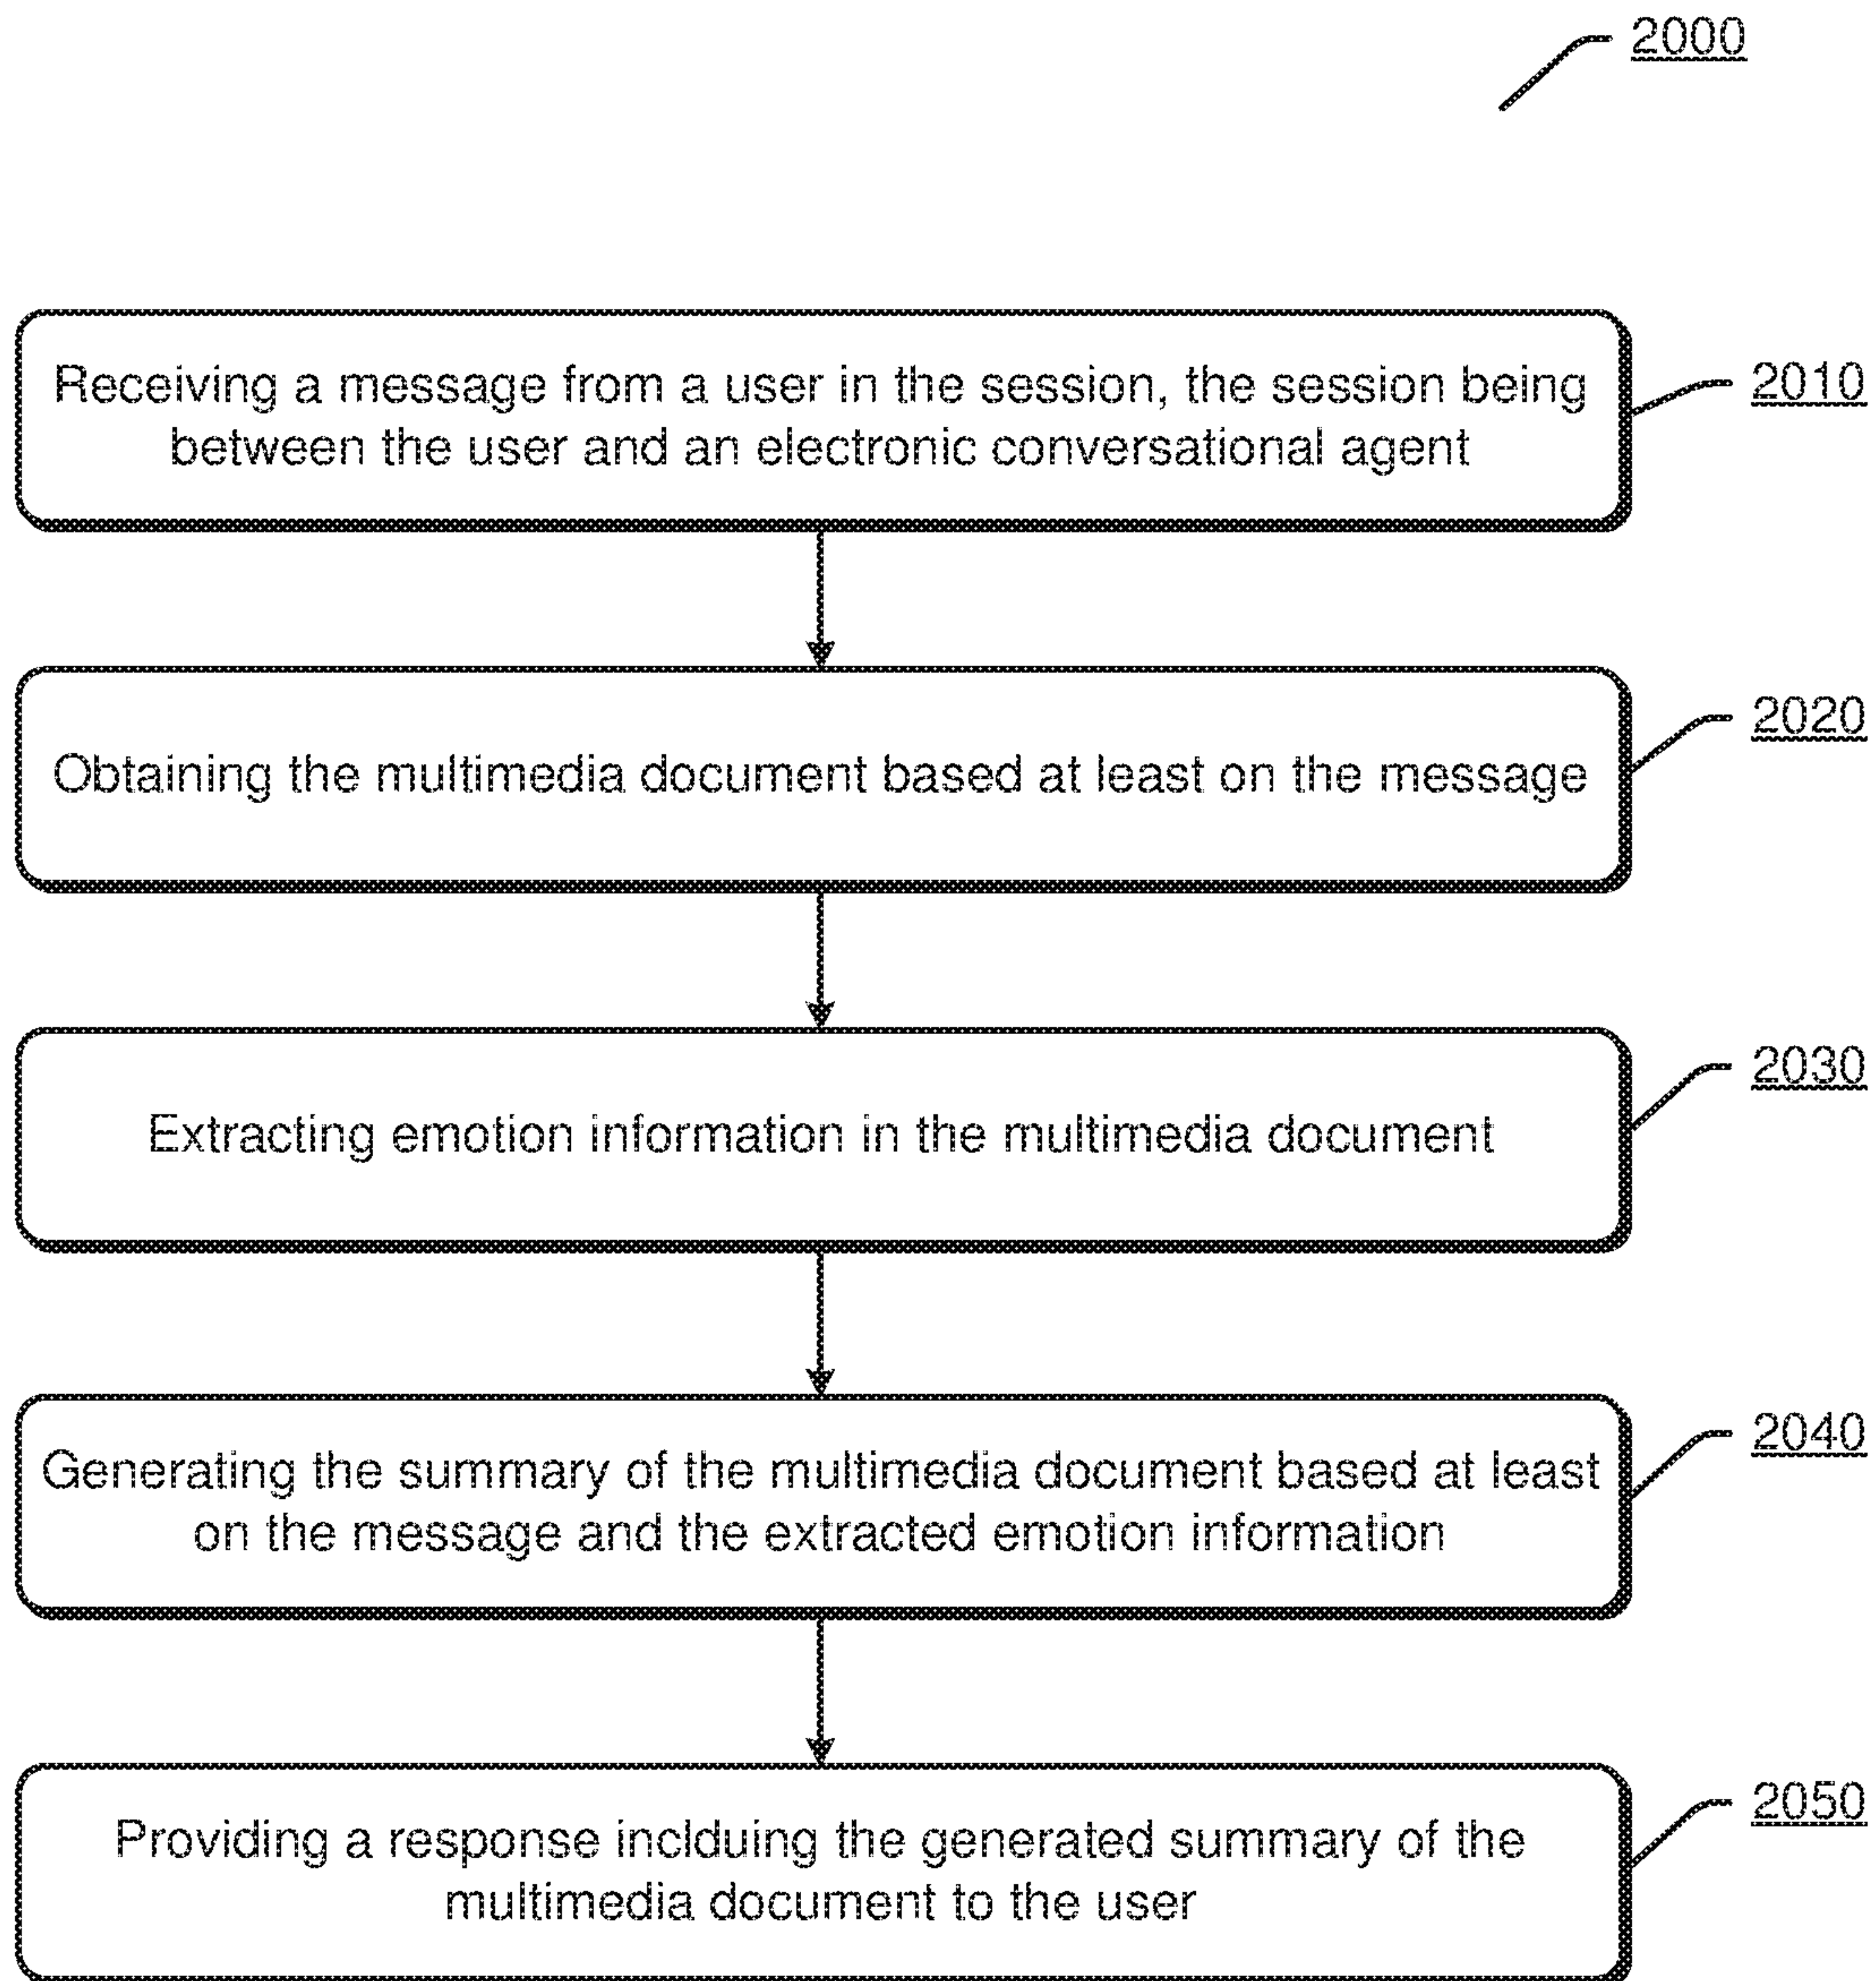 2000
Receiving a message from a user in the session, the session being
between the user and an electronic conversational agent
2010
Obtaining the multimedia document based at least on the message
2020
Extracting emotion information in the multimedia document
2030
Generating the summary of the multimedia document based at least
on the message and the extracted emotion information
2040
Providing a response inclduing the generated summary of the
multimedia document to the user
2050